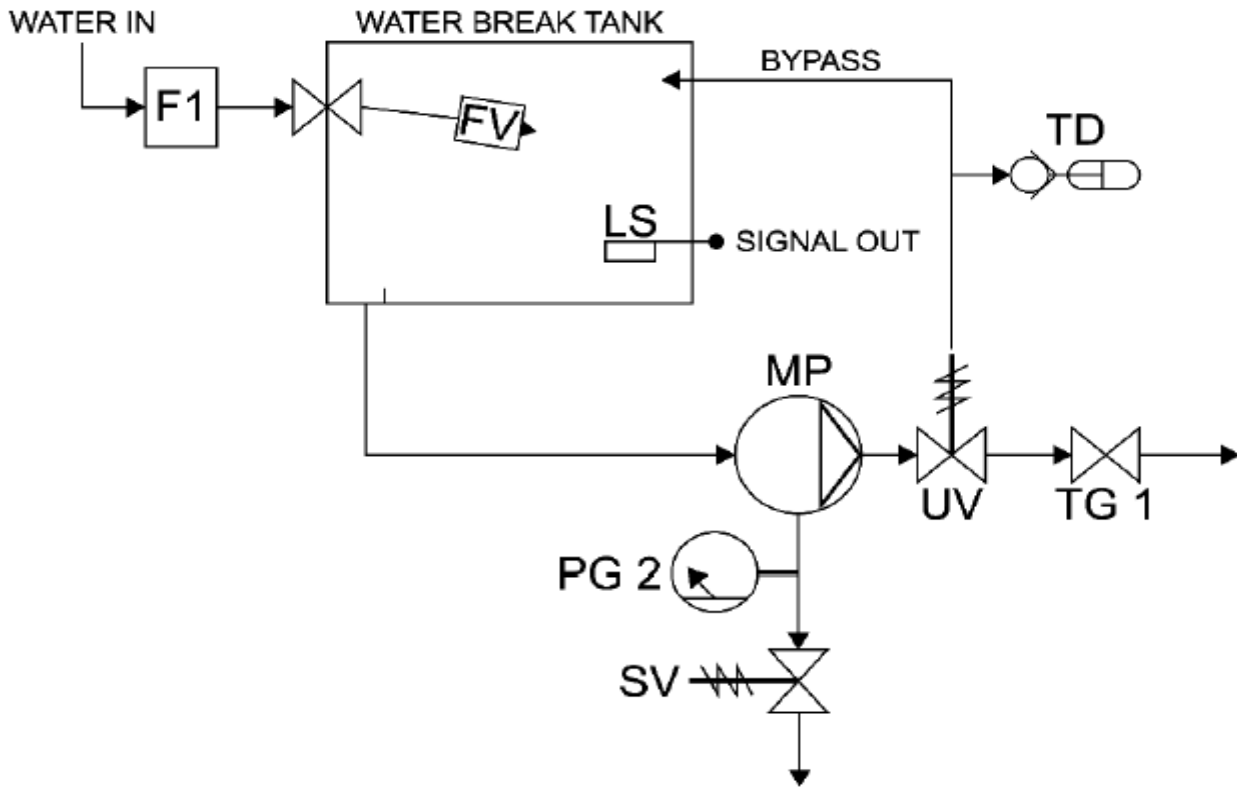 WATER IN
WATER BREAK TANK
BYPASS
F1
FV
TD
LS
SIGNAL OUT
MP
UV
TG 1
PG 2
SV